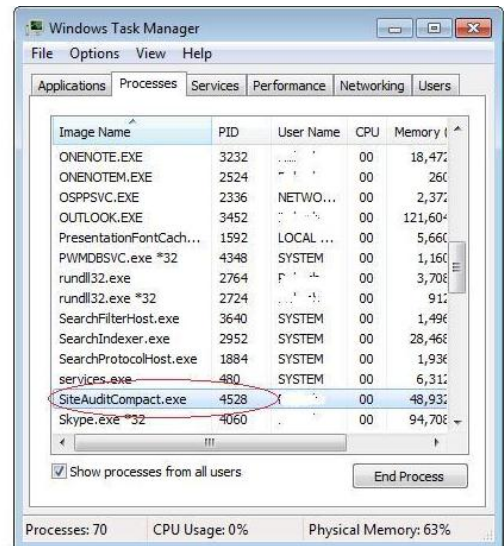 Windows Task Manager
File Options View Help
Applications Processes Services Performance Networking Users
Image Name PID User Name CPU Memory (
ONENOTE.EXE 3232 00 18,472
ONENOTEM.EXE 2524 00 260
OSPPSVC.EXE 2336 NETWO... 00 2,372
OUTLOOK.EXE 3452 00 121,604
PresentationFontCach... 1592 LOCAL ... 00 5,660
PWMDBSVC.exe *32 4348 SYSTEM 00 1,160
rundll32.exe 2764 00 3,708
rundll32.exe *32 2724 00 912
SearchFilterHost.exe 3640 SYSTEM 00 1,496
SearchIndexer.exe 2952 SYSTEM 00 28,468
SearchProtocolHost.exe 1884 SYSTEM 00 1,936
services.exe 480 SYSTEM 00 6,312
SiteAuditCompact.exe 4528 00 48,932
Skype.exe *32 4060 00 94,708
Show processes from all users
End Process
Processes: 70 CPU Usage: 0% Physical Memory: 63%